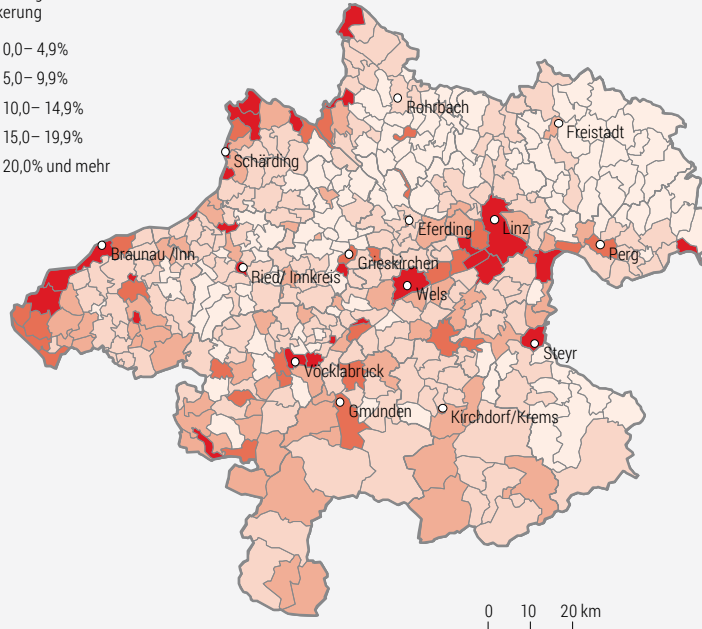 kerung
0,0– 4,9%
5,0– 9,9%
10,0– 14,9%
15,0– 19,9%
20,0% und mehr
Rohrbach
Freistadt
Schärding
Eferding
Linz
Braunau /Inn
Grieskirchen
Perg
Ried/ Innkreis
Wels
Steyr
Vöcklabruck
Gmunden
Kirchdorf/Krems
0 10 20 km